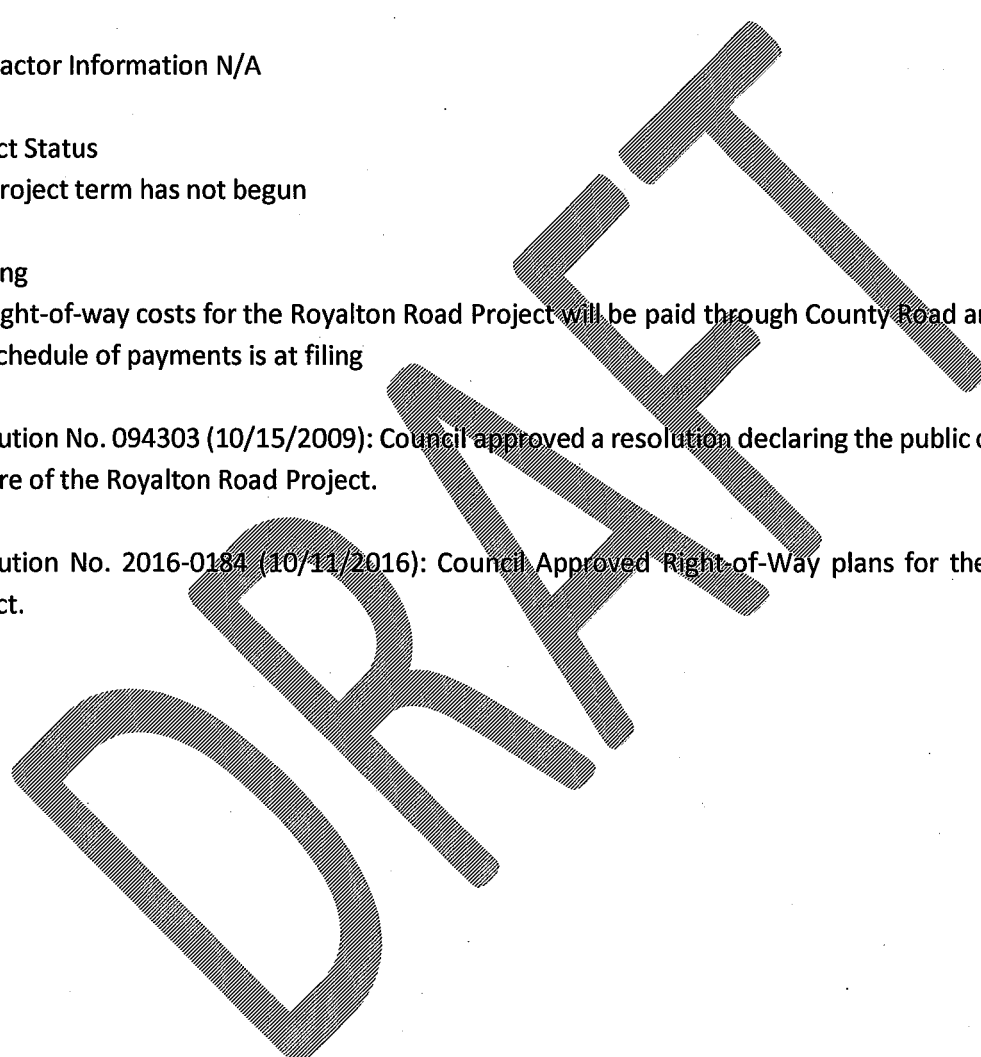 actor Information N/A
ct Status
roject term has not begun
ng
ght-of-way costs for the Royalton Road Project will be paid through County Road an
chedule of payments is at filing
ution No. 094303 (10/15/2009): Council approved a resolution declaring the public c
re of the Royalton Road Project.
ution No. 2016-0184 (10/11/2016): Council Approved Right-of-Way plans for the
ct.
DRAFT